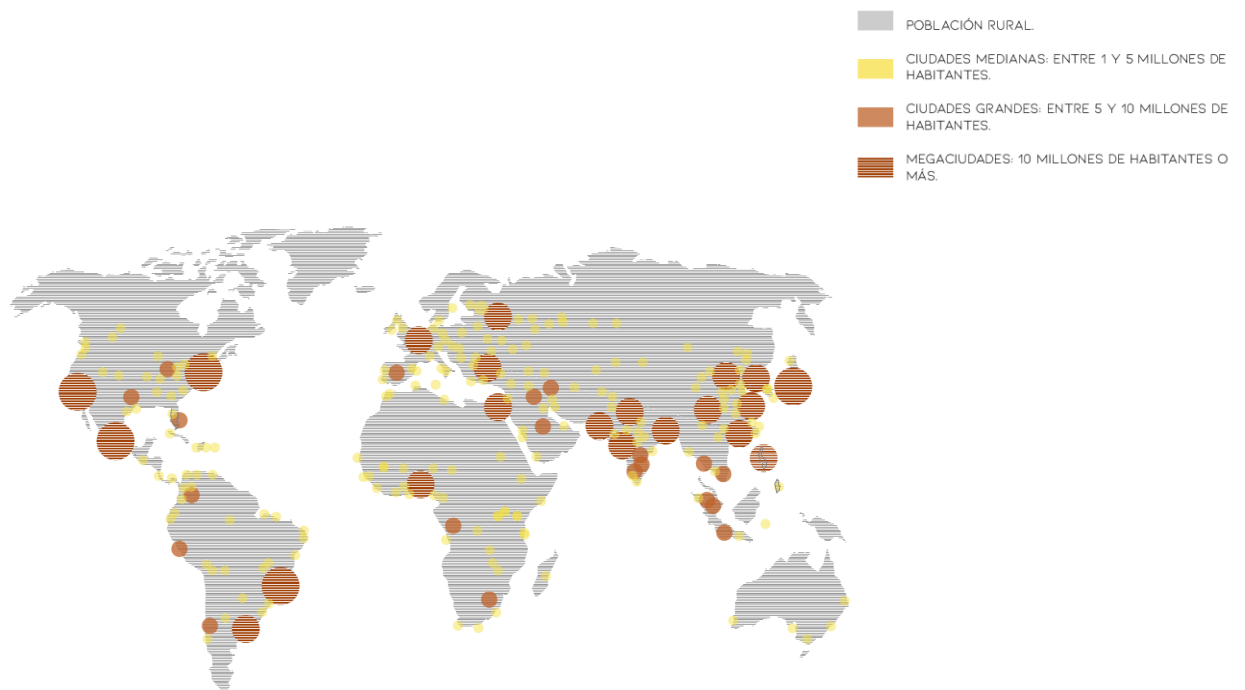 POBLACIÓN RURAL.
CIUDADES MEDIANAS: ENTRE 1 Y 5 MILLONES DE
HABITANTES.
CIUDADES GRANDES: ENTRE 5 Y 10 MILLONES DE
HABITANTES.
MEGACIUDADES: 10 MILLONES DE HABITANTES O
MÁS.